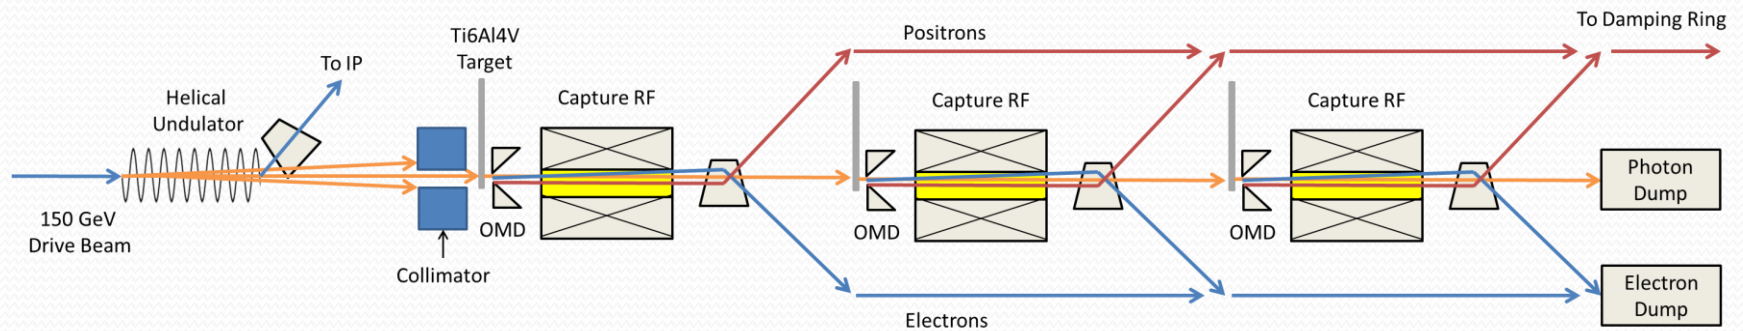 To Damping Ring
Positrons
Ti6Al4V
Target
To IP
Helical
Undulator
Capture RF
Capture RF
Capture RF
Photon
Dump
150 GeV
Drive Beam
OMD
OMD
OMD
Collimator
Electron
Dump
Electrons